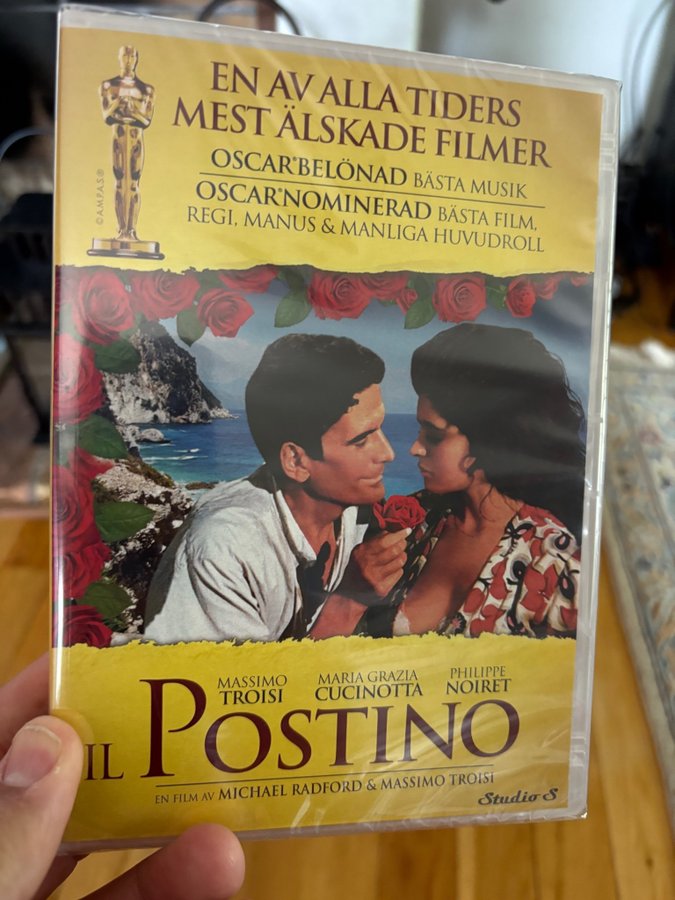 ©A.M.P.A.S.®
EN AV ALLA TIDERS
MEST ÄLSKADE FILMER
OSCAR®BELÖNAD BÄSTA MUSIK
OSCAR®NOMINERAD BÄSTA FILM,
REGI, MANUS & MANLIGA HUVUDROLL
MASSIMO TROISI
MARIA GRAZIA CUCINOTTA
PHILIPPE NOIRET
IL POSTINO
EN FILM AV MICHAEL RADFORD & MASSIMO TROISI
Studio S